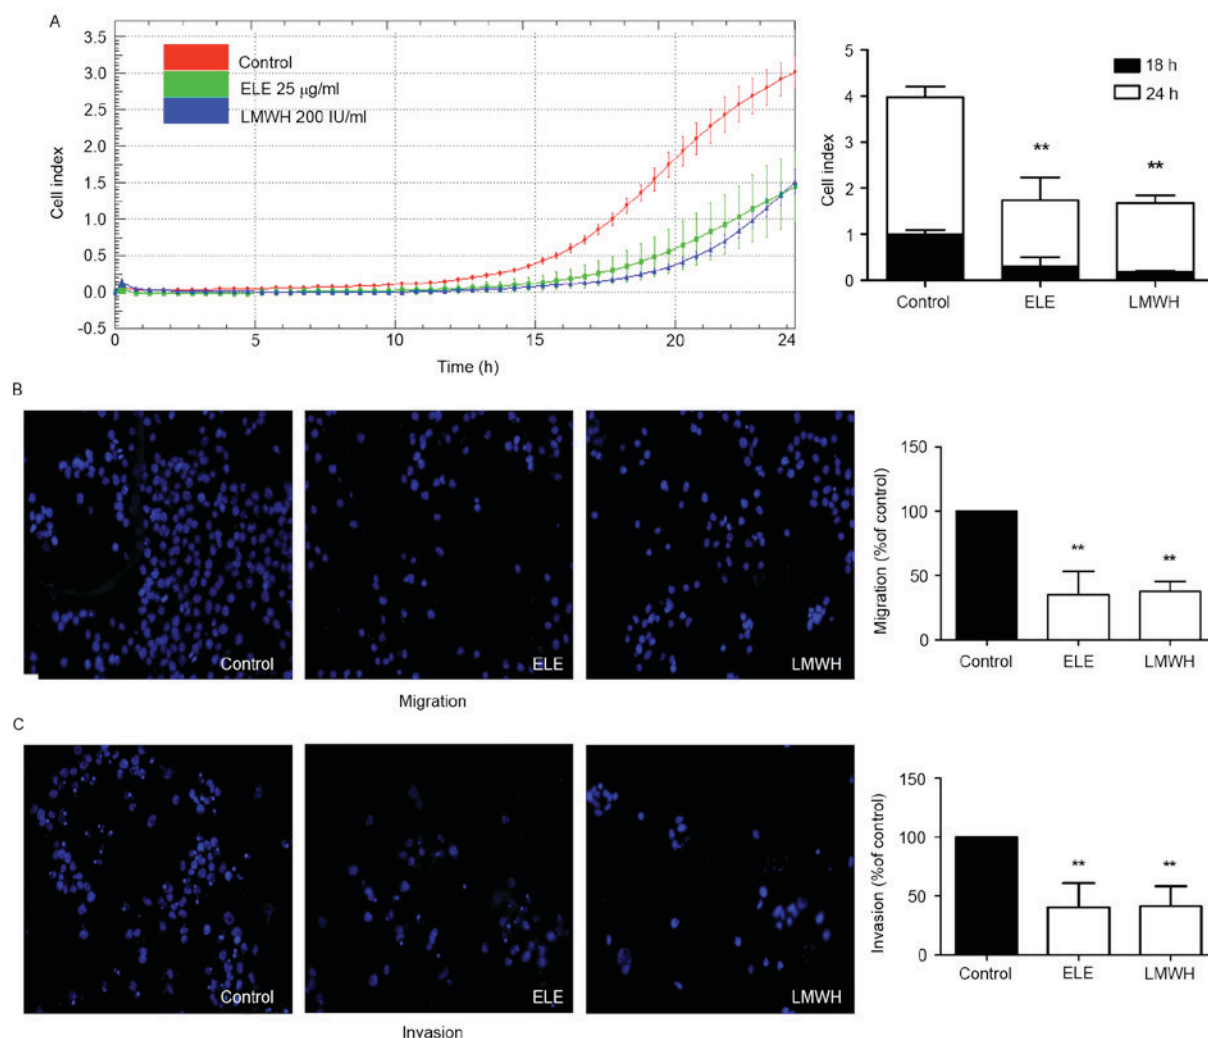 A
Control
ELE 25 μg/ml
LMWH 200 IU/ml
Cell index
3.5
3.0
2.5
2.0
1.5
1.0
0.5
0.0
-0.5
0
5
10
15
20
24
Time (h)
18 h
24 h
Cell index
5
4
3
2
1
0
**
**
Control
ELE
LMWH
B
Control
ELE
LMWH
Migration
Migration (%of control)
150
100
50
0
**
**
Control
ELE
LMWH
C
Control
ELE
LMWH
Invasion
Invasion (%of control)
150
100
50
0
**
**
Control
ELE
LMWH